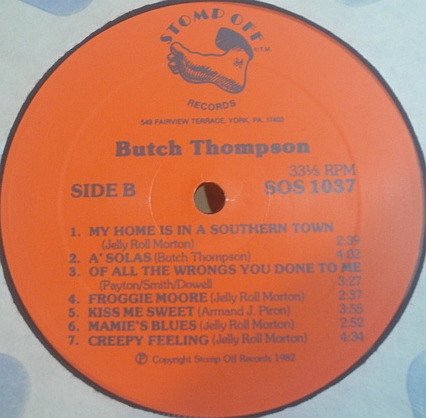 STOMP OFF
®T.M.
RECORDS
549 FAIRVIEW TERRACE, YORK, PA. 17403
Butch Thompson
33⅓ RPM
SIDE B SOS 1037
1. MY HOME IS IN A SOUTHERN TOWN
(Jelly Roll Morton) 2:39
2. A' SOLAS (Butch Thompson) 4:02
3. OF ALL THE WRONGS YOU DONE TO ME
(Payton/Smith/Dowell 3:27
4. FROGGIE MOORE (Jelly Roll Morton) 2:37
5. KISS ME SWEET (Armand J. Piron) 3:55
6. MAMIE'S BLUES (Jelly Roll Morton) 2:52
7. CREEPY FEELING (Jelly Roll Morton) 4:34
℗ Copyright Stomp Off Records 1982